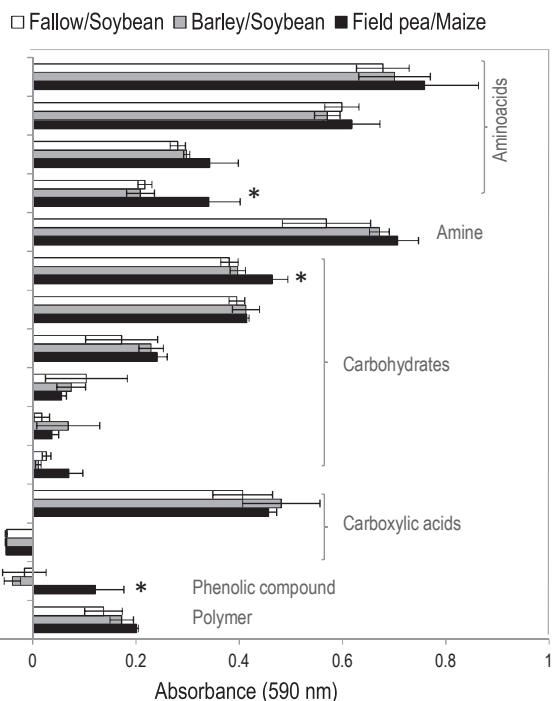 Fallow/Soybean Barley/Soybean Field pea/Maize
Aminoacids
*
Amine
*
Carbohydrates
Carboxylic acids
* Phenolic compound
Polymer
0 0.2 0.4 0.6 0.8 1
Absorbance (590 nm)